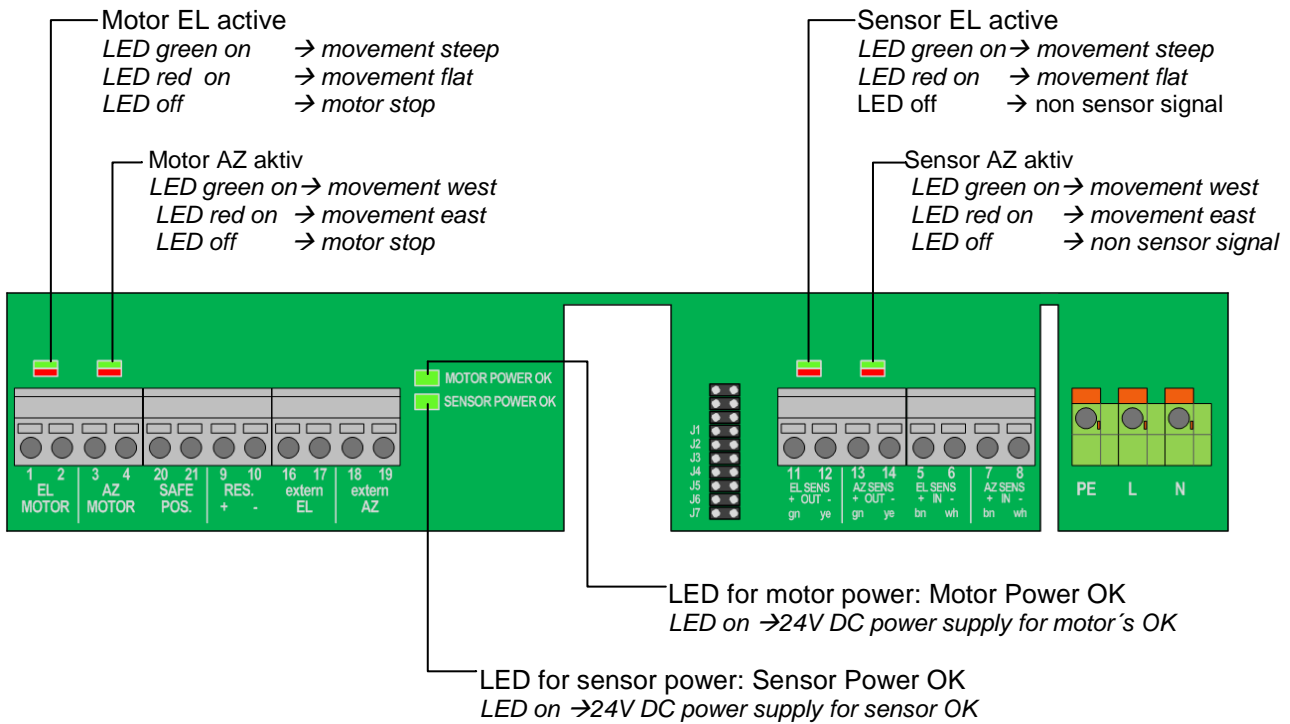 Motor EL active
LED green on → movement steep
LED red on → movement flat
LED off → motor stop
Sensor EL active
LED green on → movement steep
LED red on → movement flat
LED off → non sensor signal
Motor AZ aktiv
LED green on → movement west
LED red on → movement east
LED off → motor stop
Sensor AZ aktiv
LED green on → movement west
LED red on → movement east
LED off → non sensor signal
MOTOR POWER OK
SENSOR POWER OK
1 2 3 4 20 21 9 10 16 17 18 19
EL AZ SAFE RES. extern extern
MOTOR MOTOR POS. + - EL AZ
J1
J2
J3
J4
J5
J6
J7
11 12 13 14 5 6 7 8
EL SENS AZ SENS EL SENS AZ SENS
+ OUT - + OUT - + IN - + IN -
gn ye gn ye bn wh bn wh
PE L N
LED for motor power: Motor Power OK
LED on →24V DC power supply for motor´s OK
LED for sensor power: Sensor Power OK
LED on →24V DC power supply for sensor OK